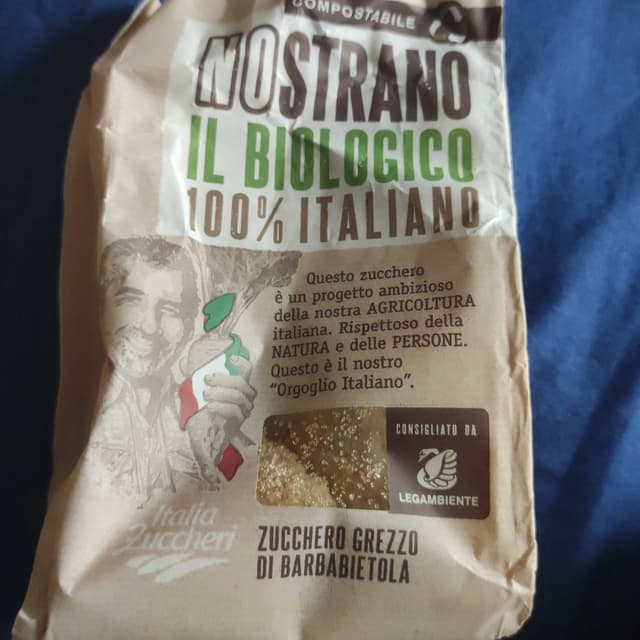 COMPOSTABILE
NOSTRANO
IL BIOLOGICO
100% ITALIANO
Questo zucchero
è un progetto ambizioso
della nostra AGRICOLTURA
italiana. Rispettoso della
NATURA e delle PERSONE.
Questo è il nostro
“Orgoglio Italiano”.
CONSIGLIATO DA
LEGAMBIENTE
Italia
Zuccheri
ZUCCHERO GREZZO
DI BARBABIETOLA